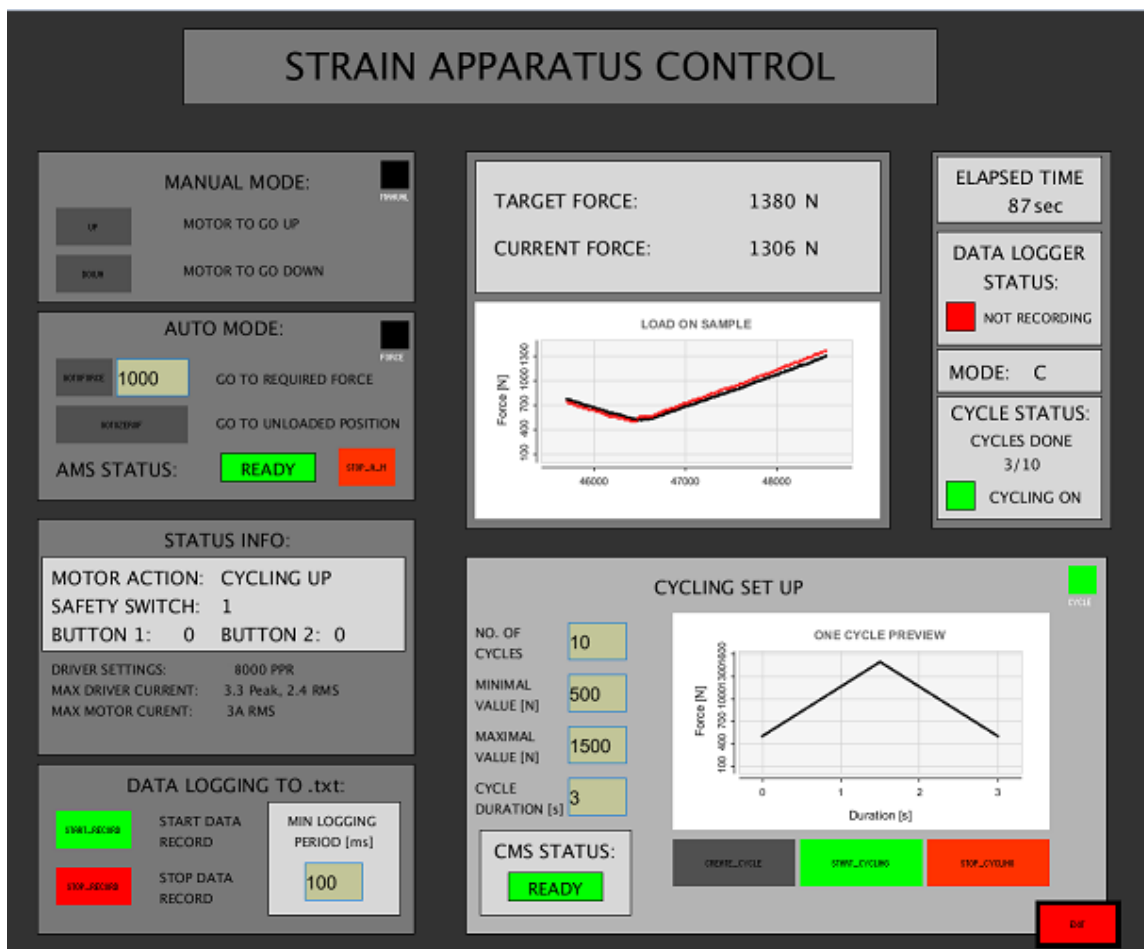 STRAIN APPARATUS CONTROL
MANUAL MODE:
MANUAL
UP
MOTOR TO GO UP
DOWN
MOTOR TO GO DOWN
AUTO MODE:
FORCE
1000
GO TO REQUIRED FORCE
GO TO UNLOADED POSITION
AMS STATUS:
READY
STOP_A_M
STATUS INFO:
MOTOR ACTION: CYCLING UP
SAFETY SWITCH: 1
BUTTON 1: 0 BUTTON 2: 0
DRIVER SETTINGS: 8000 PPR
MAX DRIVER CURRENT: 3.3 Peak, 2.4 RMS
MAX MOTOR CURENT: 3A RMS
DATA LOGGING TO .txt:
START_RECORD
START DATA
RECORD
STOP_RECORD
STOP DATA
RECORD
MIN LOGGING
PERIOD [ms]
100
TARGET FORCE: 1380 N
CURRENT FORCE: 1306 N
LOAD ON SAMPLE
Force [N]
1300
1000
700
400
100
46000 47000 48000
ELAPSED TIME
87 sec
DATA LOGGER
STATUS:
NOT RECORDING
MODE: C
CYCLE STATUS:
CYCLES DONE
3/10
CYCLING ON
CYCLING SET UP
CYCLE
NO. OF
CYCLES
10
MINIMAL
VALUE [N]
500
MAXIMAL
VALUE [N]
1500
CYCLE
DURATION [s]
3
CMS STATUS:
READY
ONE CYCLE PREVIEW
Force [N]
1600
1300
1000
700
400
100
0 1 2 3
Duration [s]
CREATE_CYCLE
START_CYCLING
STOP_CYCLING
EXIT